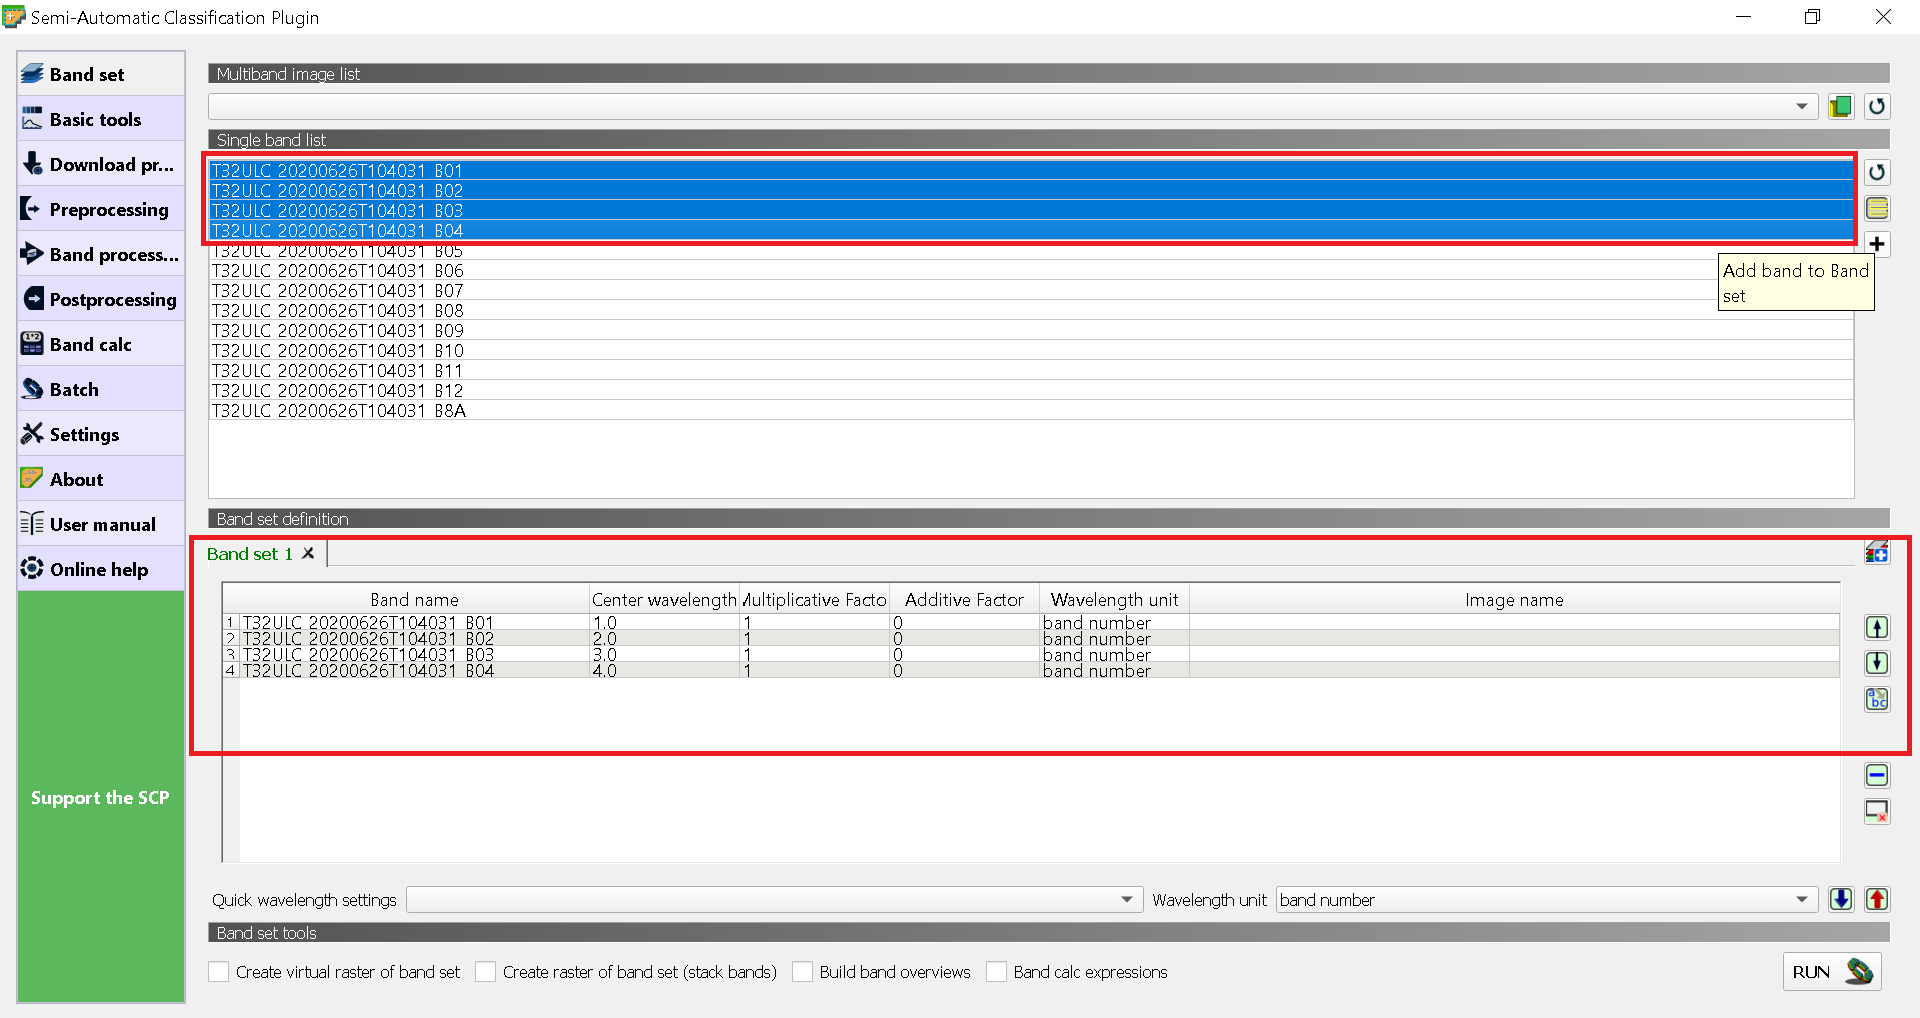 Semi-Automatic Classification Plugin
Band set
Basic tools
Download pr...
Preprocessing
Band process...
Postprocessing
Band calc
Batch
Settings
About
User manual
Online help
Support the SCP
Multiband image list
Single band list
T32ULC_20200626T104031_B01
T32ULC_20200626T104031_B02
T32ULC_20200626T104031_B03
T32ULC_20200626T104031_B04
T32ULC_20200626T104031_B05
T32ULC_20200626T104031_B06
T32ULC_20200626T104031_B07
T32ULC_20200626T104031_B08
T32ULC_20200626T104031_B09
T32ULC_20200626T104031_B10
T32ULC_20200626T104031_B11
T32ULC_20200626T104031_B12
T32ULC_20200626T104031_B8A
Add band to Band
set
Band set definition
Band set 1
Band name Center wavelength Multiplicative Facto Additive Factor Wavelength unit Image name
1 T32ULC_20200626T104031_B01 1.0 1 0 band number
2 T32ULC_20200626T104031_B02 2.0 1 0 band number
3 T32ULC_20200626T104031_B03 3.0 1 0 band number
4 T32ULC_20200626T104031_B04 4.0 1 0 band number
Quick wavelength settings Wavelength unit band number
Band set tools
Create virtual raster of band set Create raster of band set (stack bands) Build band overviews Band calc expressions RUN